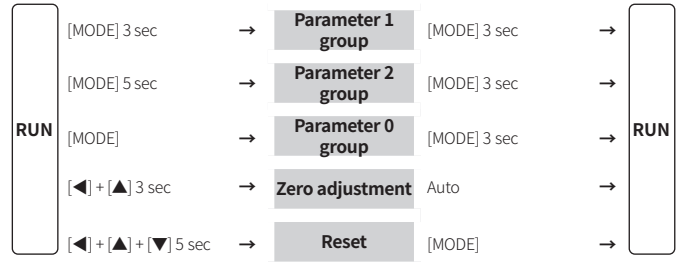 RUN
[MODE] 3 sec → Parameter 1 group [MODE] 3 sec →
[MODE] 5 sec → Parameter 2 group [MODE] 3 sec →
[MODE] → Parameter 0 group [MODE] 3 sec →
[◀] + [▲] 3 sec → Zero adjustment Auto →
[◀] + [▲] + [▼] 5 sec → Reset [MODE] →
RUN